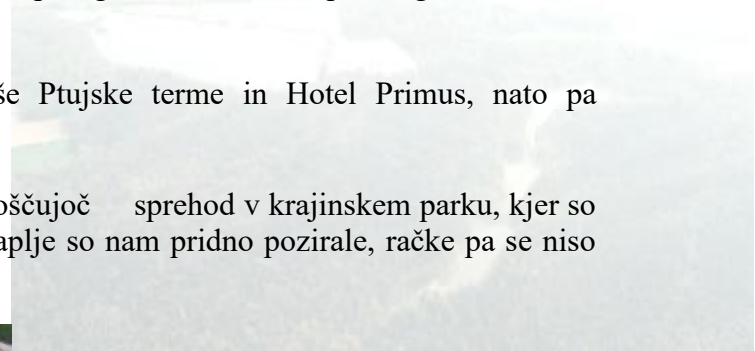 še Ptujske terme in Hotel Primus, nato pa
oščujoč sprehod v krajinskem parku, kjer so
aplje so nam pridno pozirale, račke pa se niso